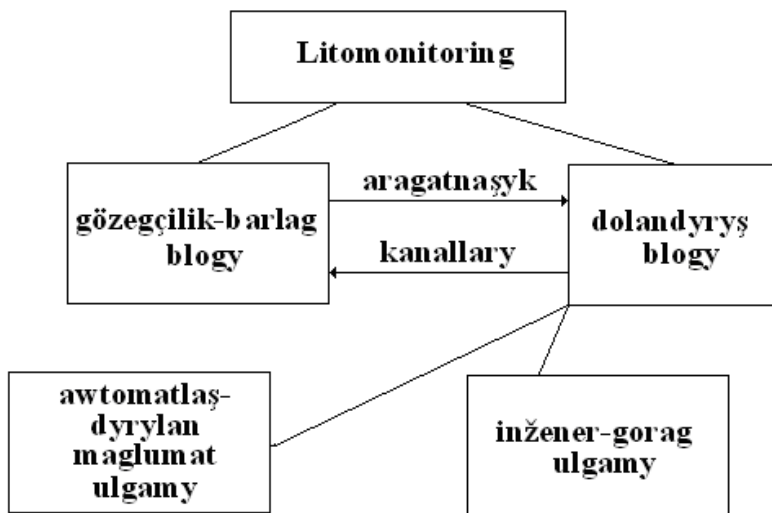 Litomonitoring
gözegçilik-barlag
blogy
aragatnaşyk
kanallary
dolandyryş
blogy
awtomatlaş-
dyrylan
maglumat
ulgamy
inžener-gorag
ulgamy